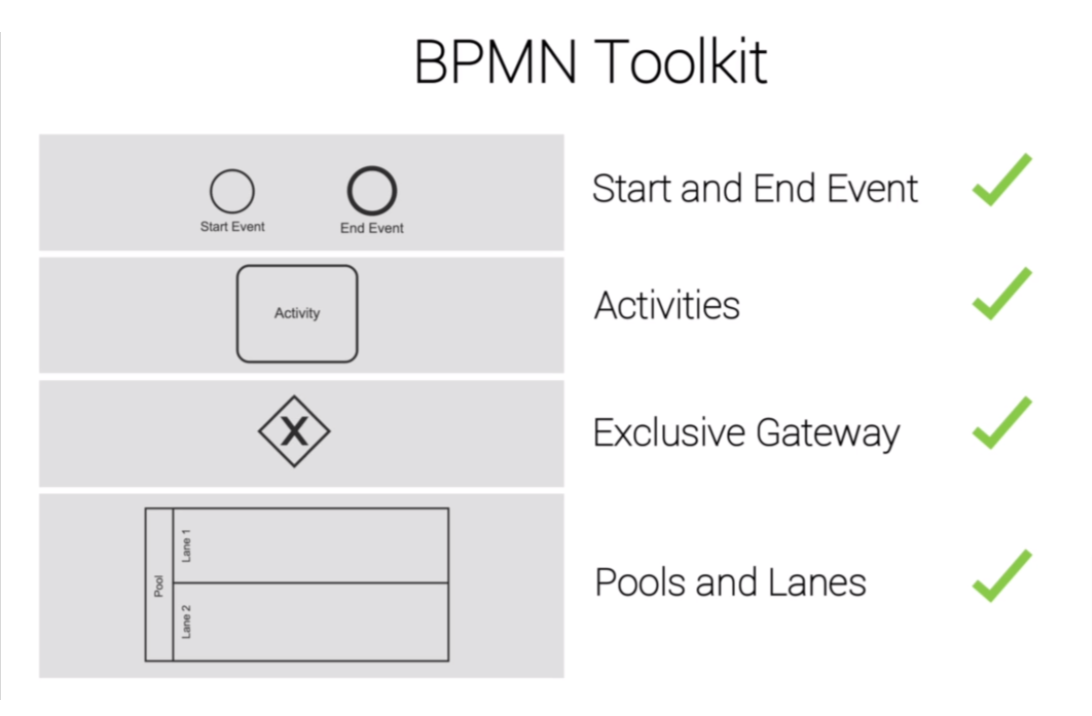 BPMN Toolkit
Start Event
End Event
Start and End Event
Activity
Activities
X
Exclusive Gateway
Pool
Lane 1
Lane 2
Pools and Lanes